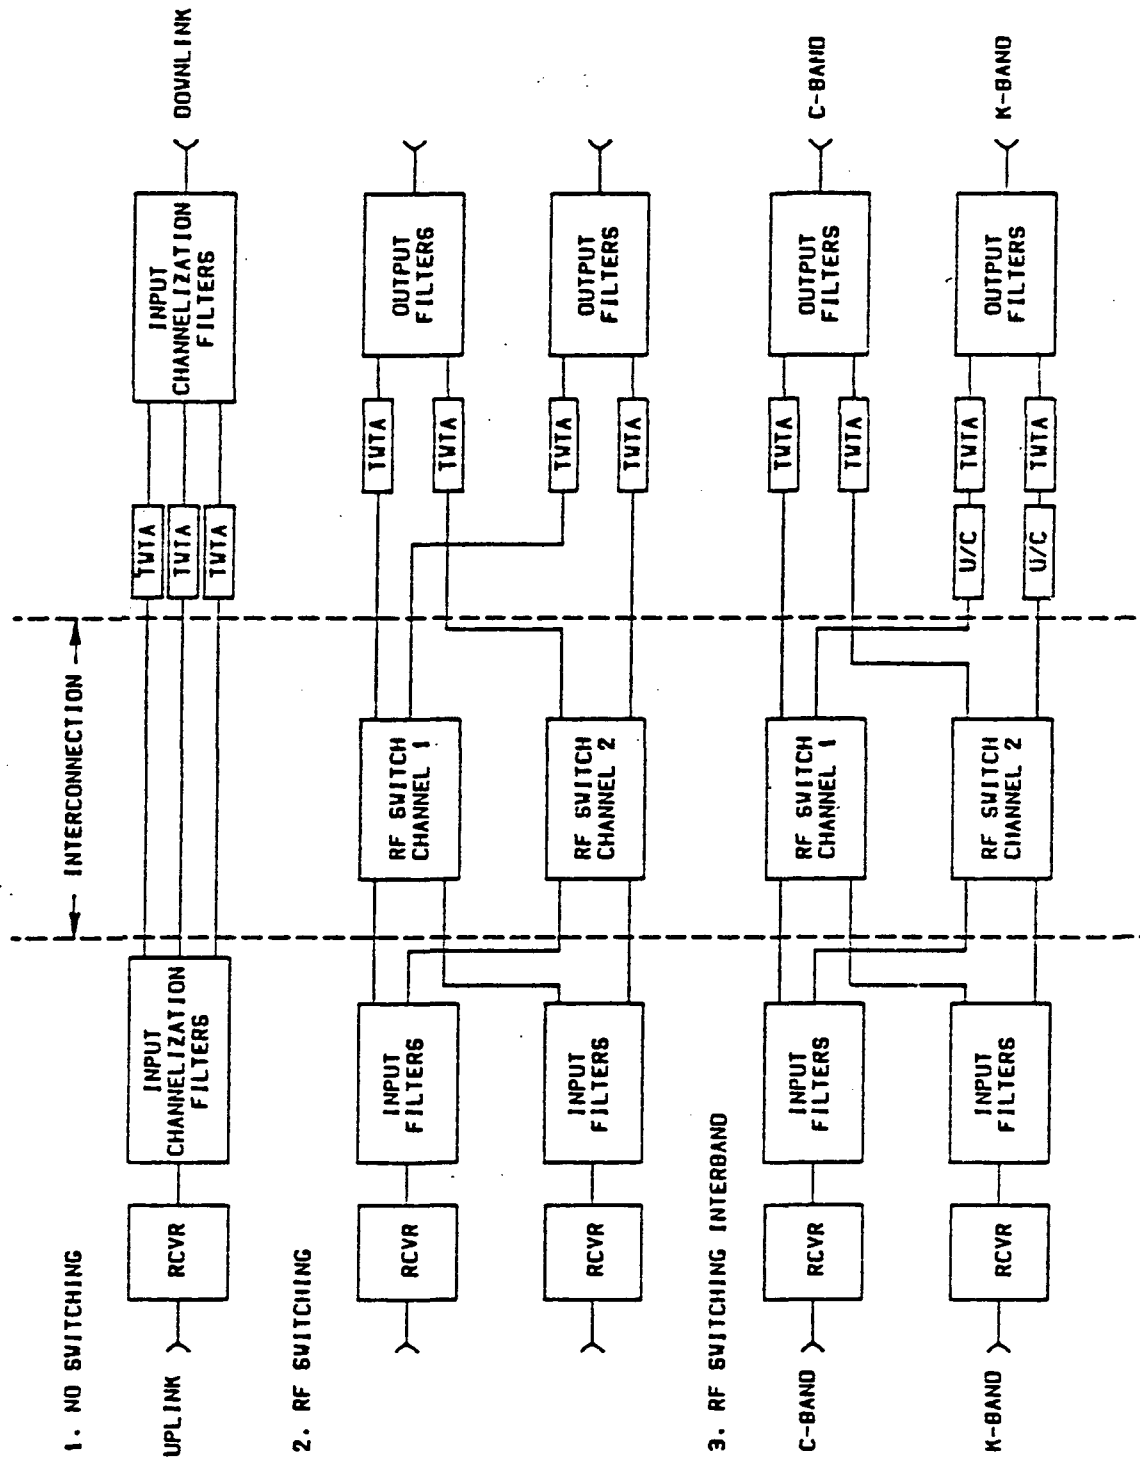 1. NO SWITCHING
INTERCONNECTION
UPLINK
RCVR
INPUT
CHANNELIZATION
FILTERS
TWTA
TWTA
TWTA
INPUT
CHANNELIZATION
FILTERS
DOWNLINK
2. RF SWITCHING
RCVR
INPUT
FILTERS
RF SWITCH
CHANNEL 1
TWTA
TWTA
OUTPUT
FILTERS
RCVR
INPUT
FILTERS
RF SWITCH
CHANNEL 2
TWTA
TWTA
OUTPUT
FILTERS
3. RF SWITCHING INTERBAND
C-BAND
RCVR
INPUT
FILTERS
RF SWITCH
CHANNEL 1
TWTA
TWTA
OUTPUT
FILTERS
C-BAND
K-BAND
RCVR
INPUT
FILTERS
RF SWITCH
CHANNEL 2
U/C
TWTA
U/C
TWTA
OUTPUT
FILTERS
K-BAND